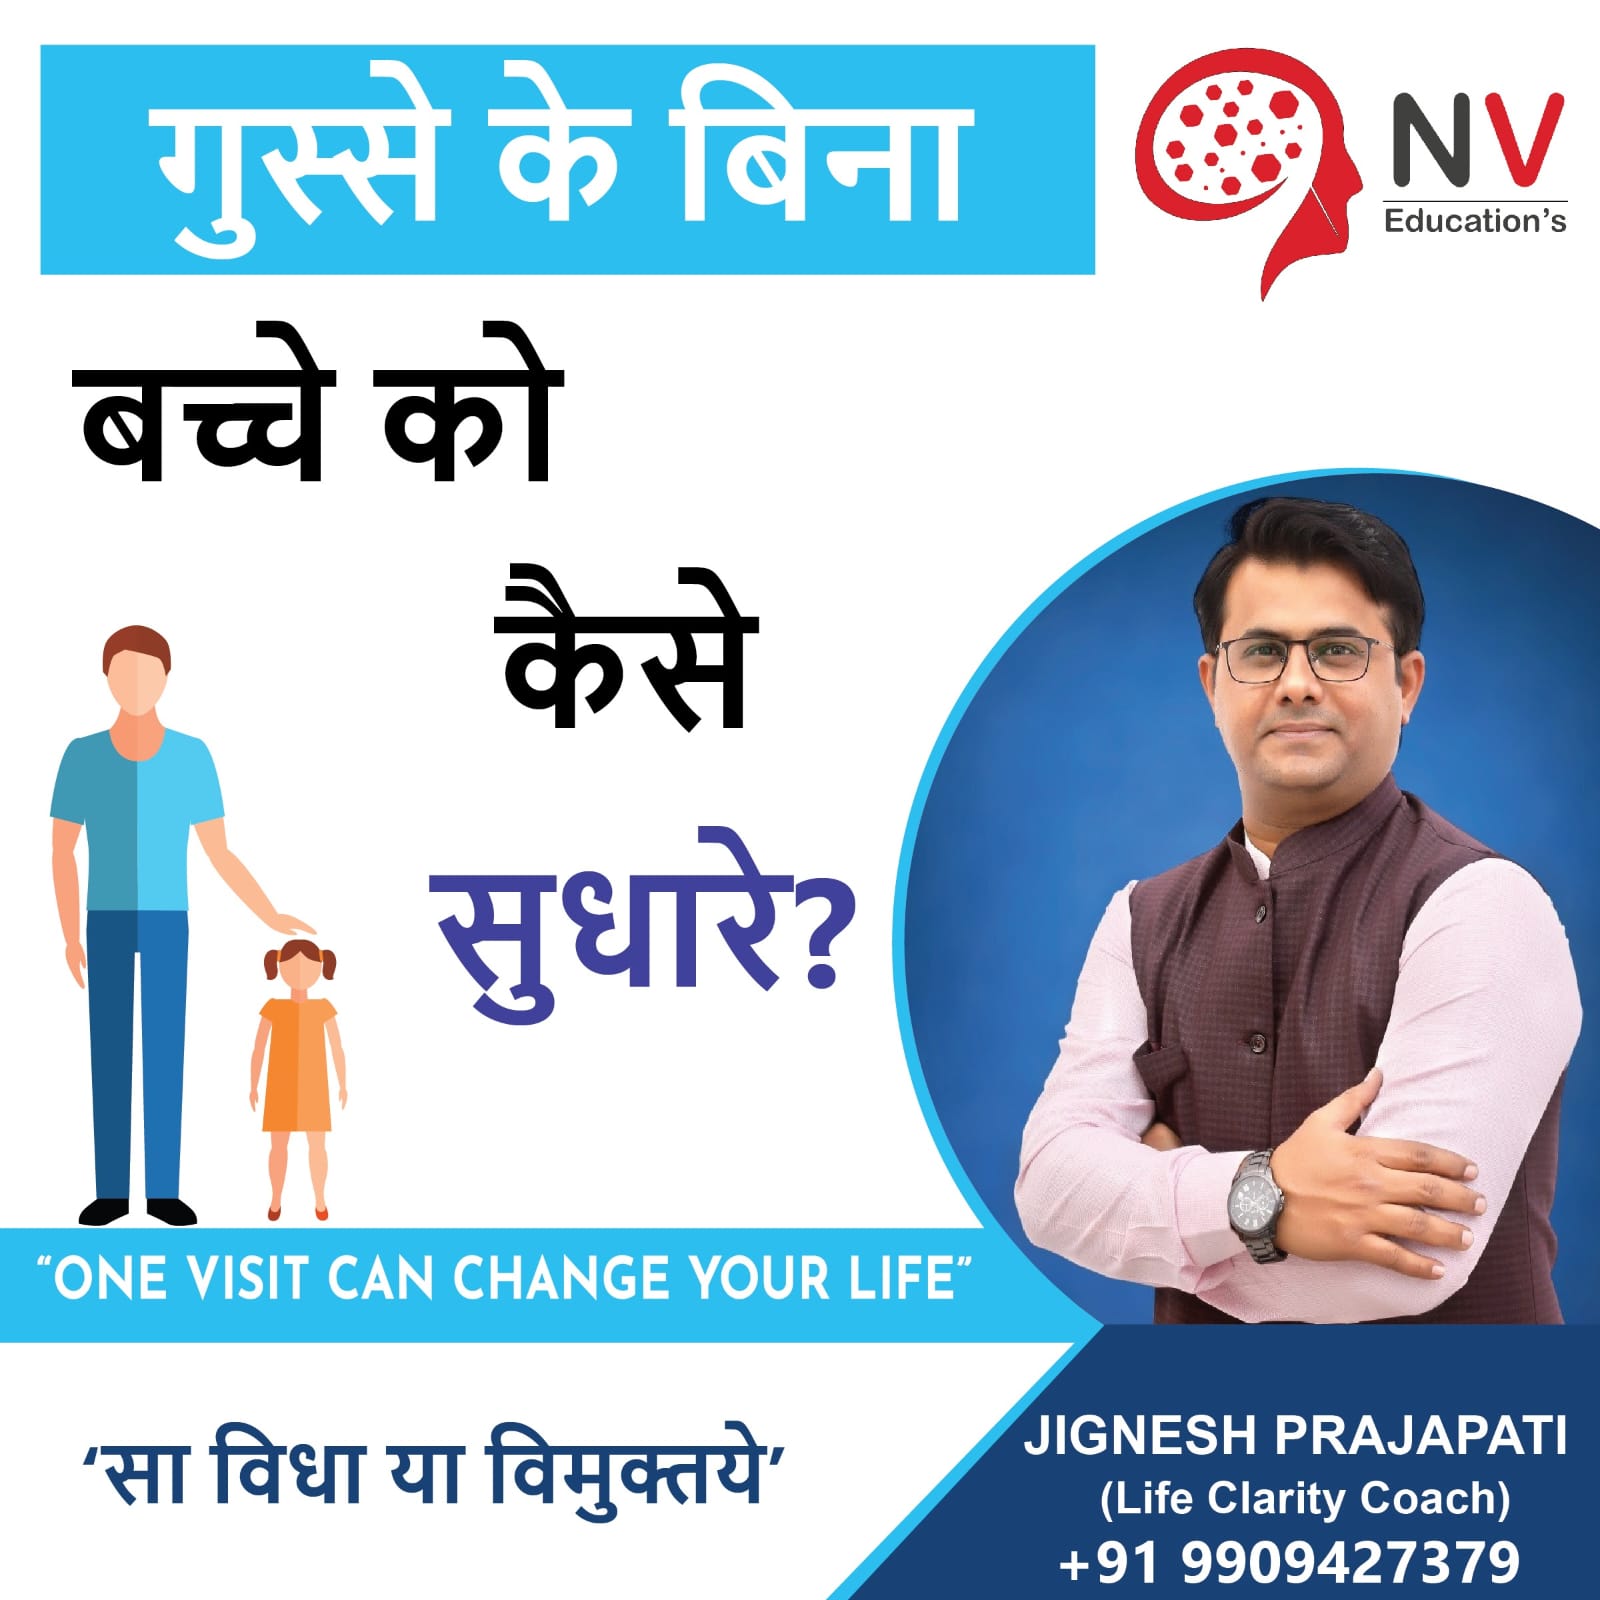 गुस्से के बिना
NV
Education's
बच्चे को
कैसे
सुधारे?
“ONE VISIT CAN CHANGE YOUR LIFE”
‘सा विधा या विमुक्तये’
JIGNESH PRAJAPATI
(Life Clarity Coach)
+91 9909427379